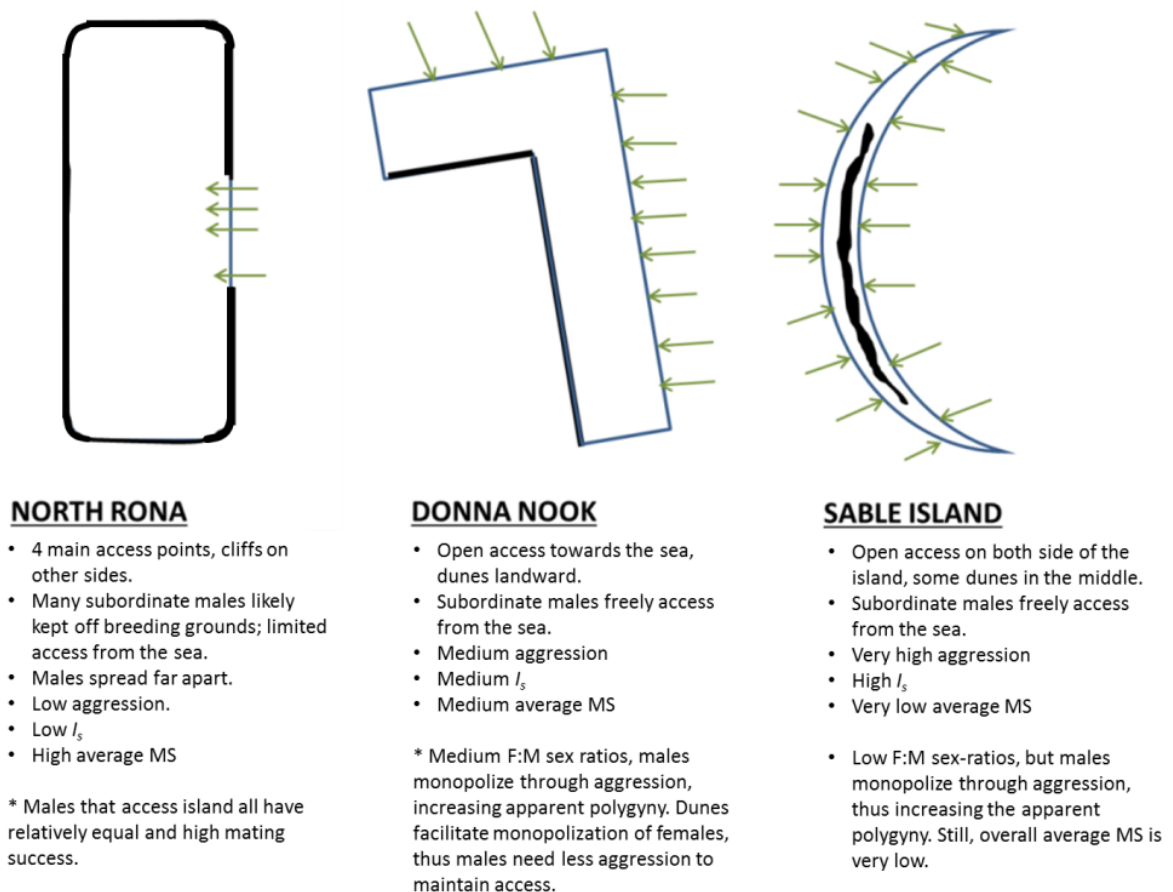 NORTH RONA
• 4 main access points, cliffs on
other sides.
• Many subordinate males likely
kept off breeding grounds; limited
access from the sea.
• Males spread far apart.
• Low aggression.
• Low Is
• High average MS
* Males that access island all have
relatively equal and high mating
success.
DONNA NOOK
• Open access towards the sea,
dunes landward.
• Subordinate males freely access
from the sea.
• Medium aggression
• Medium Is
• Medium average MS
* Medium F:M sex ratios, males
monopolize through aggression,
increasing apparent polygyny. Dunes
facilitate monopolization of females,
thus males need less aggression to
maintain access.
SABLE ISLAND
• Open access on both side of the
island, some dunes in the middle.
• Subordinate males freely access
from the sea.
• Very high aggression
• High Is
• Very low average MS
• Low F:M sex-ratios, but males
monopolize through aggression,
thus increasing the apparent
polygyny. Still, overall average MS is
very low.